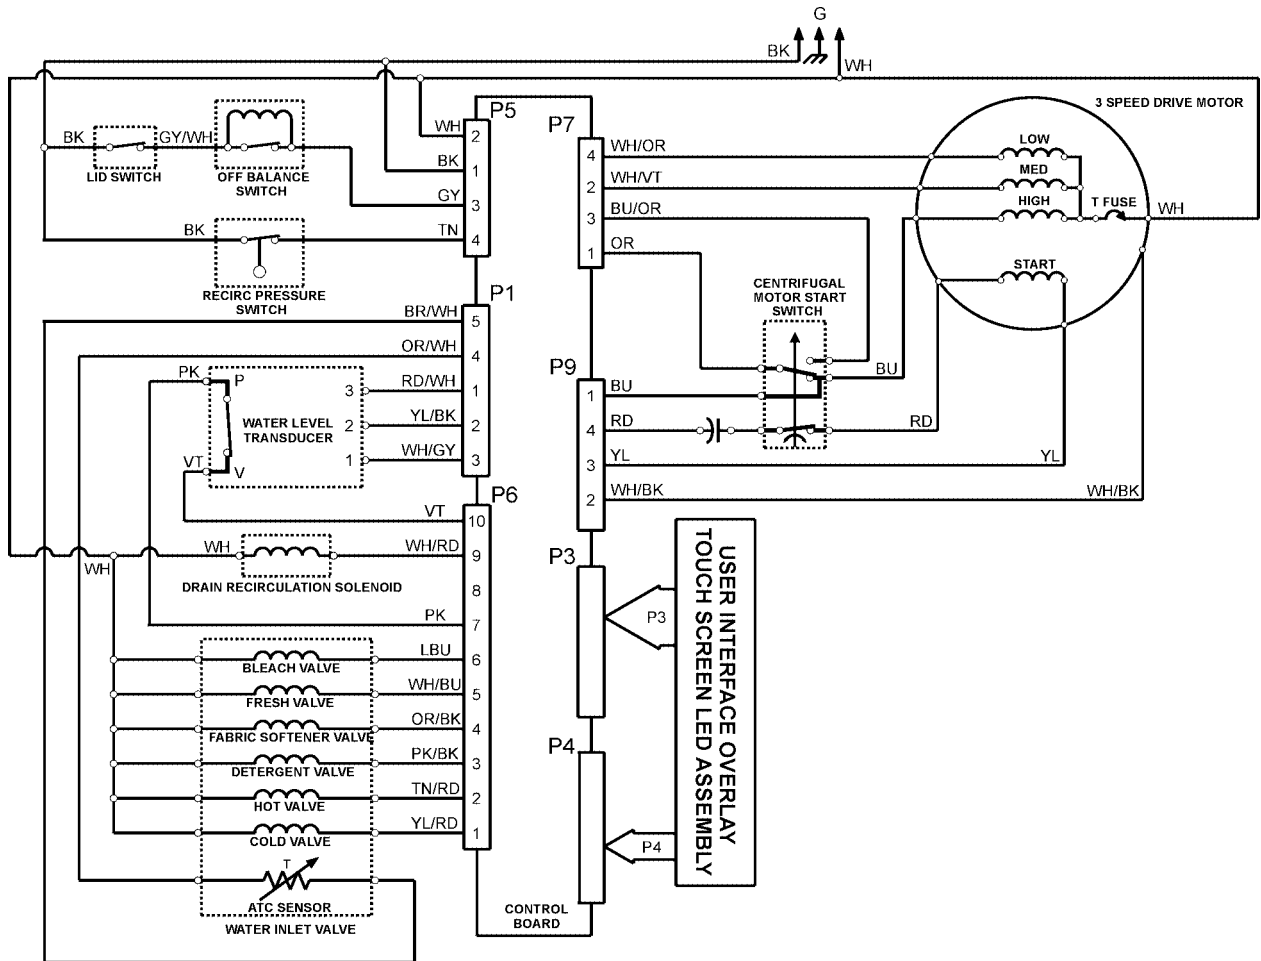 G
BK
WH
3 SPEED DRIVE MOTOR
P5
P7
WH
2
BK
1
GY
3
TN
4
BK
GY/WH
LID SWITCH
OFF BALANCE
SWITCH
BK
RECIRC PRESSURE
SWITCH
4
WH/OR
2
WH/VT
3
BU/OR
1
OR
LOW
MED
HIGH
T FUSE
WH
START
CENTRIFUGAL
MOTOR START
SWITCH
P1
BR/WH
5
OR/WH
4
RD/WH
1
YL/BK
2
WH/GY
3
PK
P
3
WATER LEVEL
TRANSDUCER
2
1
VT
V
P9
1
BU
BU
4
RD
RD
3
YL
YL
2
WH/BK
WH/BK
P6
VT
10
WH
WH
WH/RD
9
DRAIN RECIRCULATION SOLENOID
8
PK
7
LBU
6
BLEACH VALVE
WH/BU
5
FRESH VALVE
OR/BK
4
FABRIC SOFTENER VALVE
PK/BK
3
DETERGENT VALVE
TN/RD
2
HOT VALVE
YL/RD
1
COLD VALVE
T
ATC SENSOR
WATER INLET VALVE
P3
P3
P4
P4
USER INTERFACE OVERLAY
TOUCH SCREEN LED ASSEMBLY
CONTROL
BOARD